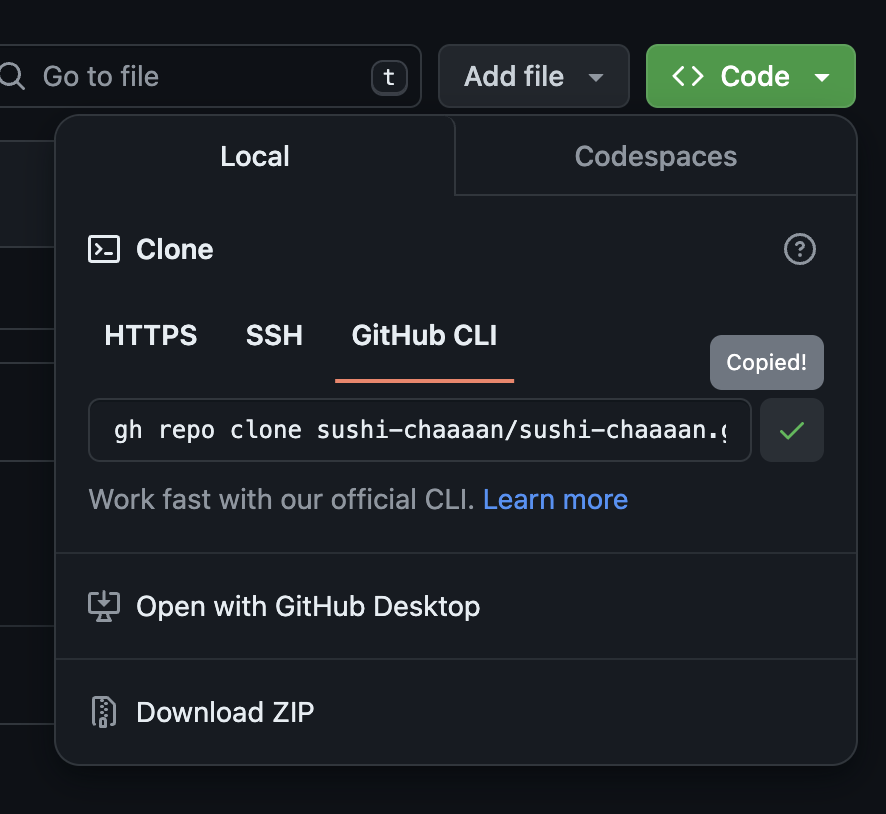 Go to file t Add file Code
Local Codespaces
Clone
HTTPS SSH GitHub CLI
Copied!
gh repo clone sushi-chaaaan/sushi-chaaaan.g
Work fast with our official CLI. Learn more
Open with GitHub Desktop
Download ZIP